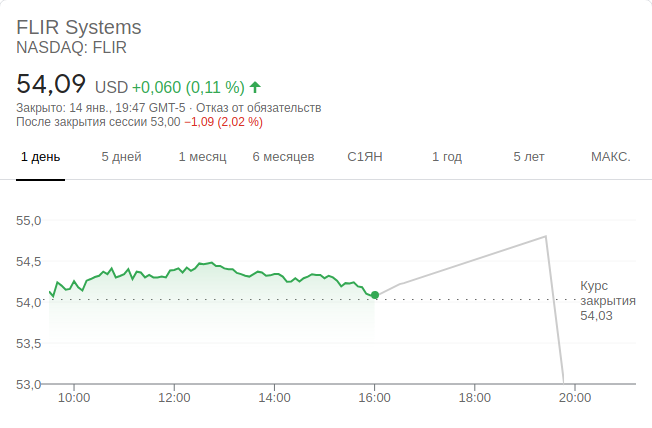 FLIR Systems
NASDAQ: FLIR
54,09 USD +0,060 (0,11 %)
Закрыто: 14 янв., 19:47 GMT-5 · Отказ от обязательств
После закрытия сессии 53,00 −1,09 (2,02 %)
1 день 5 дней 1 месяц 6 месяцев С1ЯН 1 год 5 лет МАКС.
55,0
54,5
54,0
53,5
53,0
Курс
закрытия
54,03
10:00 12:00 14:00 16:00 18:00 20:00